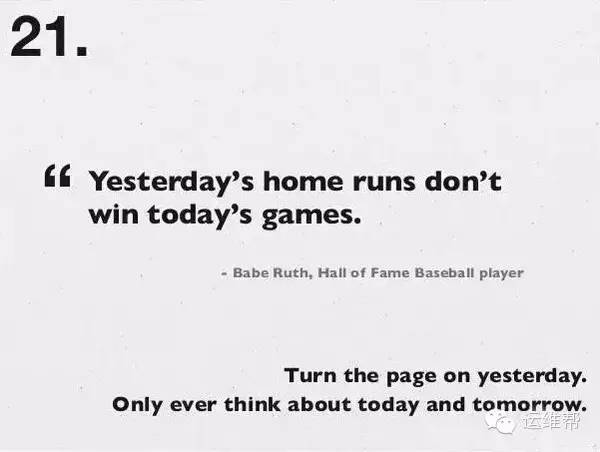 21.
“ Yesterday’s home runs don’t
win today’s games.
- Babe Ruth, Hall of Fame Baseball player
Turn the page on yesterday.
Only ever think about today and tomorrow.
运维帮